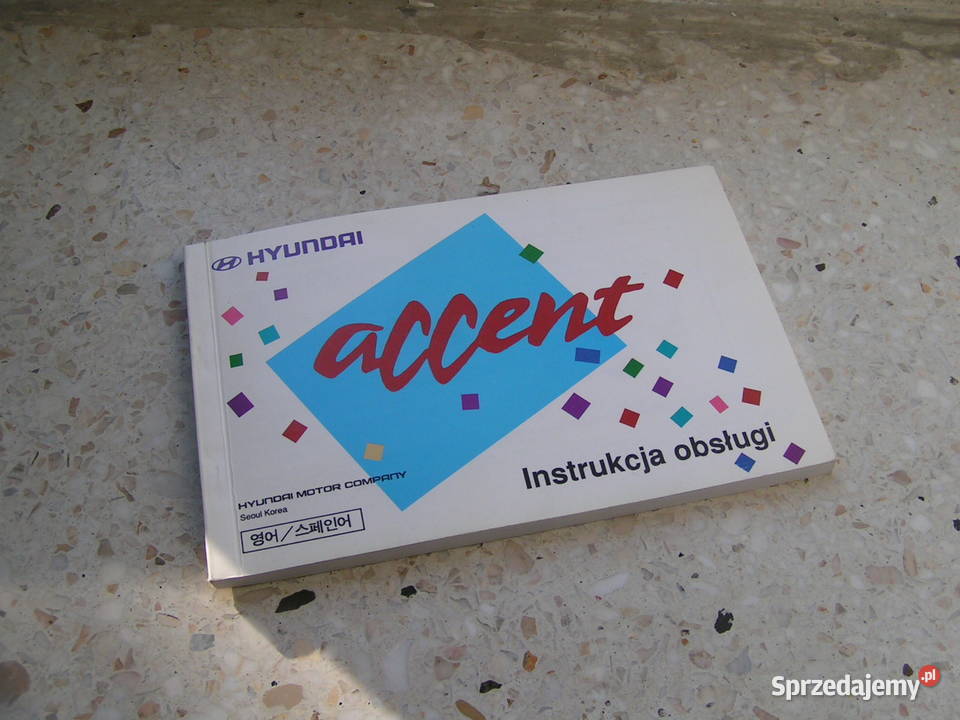 HYUNDAI
accent
Instrukcja obsługi
HYUNDAI MOTOR COMPANY
Seoul Korea
영어/스페인어
Sprzedajemy.pl